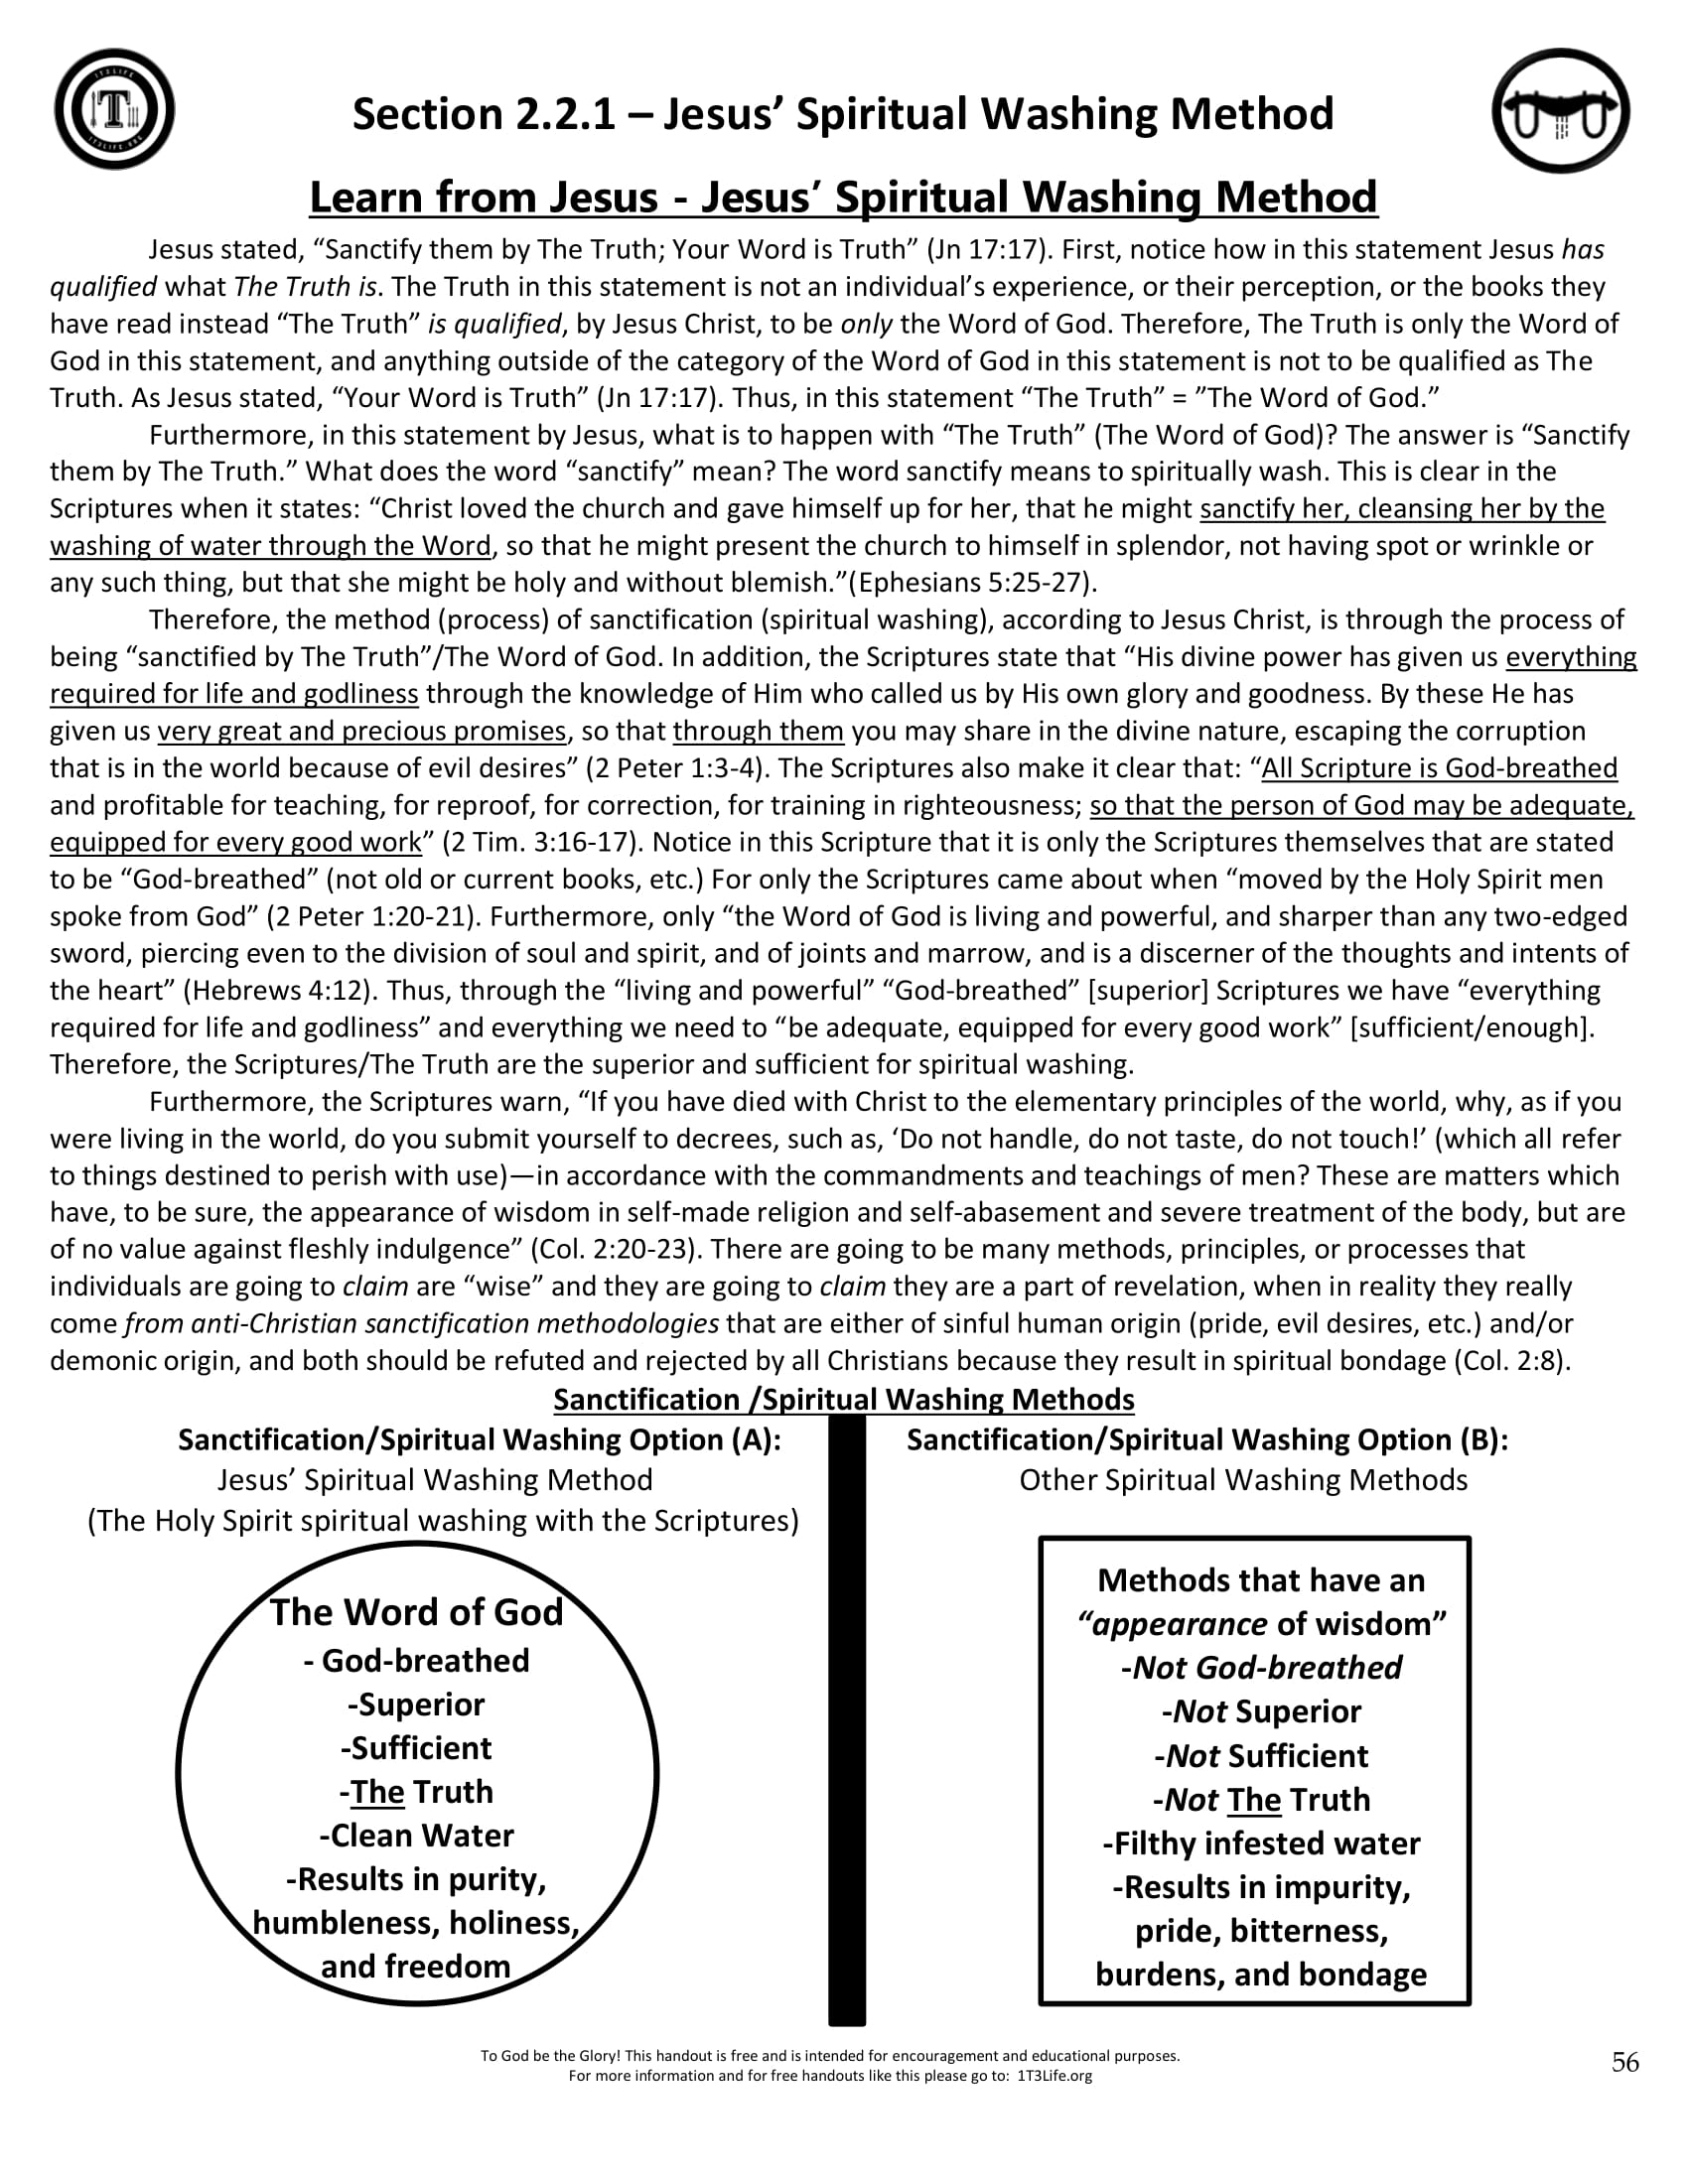 Section 2.2.1 – Jesus’ Spiritual Washing Method
Learn from Jesus - Jesus’ Spiritual Washing Method
Jesus stated, “Sanctify them by The Truth; Your Word is Truth” (Jn 17:17). First, notice how in this statement Jesus has
qualified what The Truth is. The Truth in this statement is not an individual’s experience, or their perception, or the books they
have read instead “The Truth” is qualified, by Jesus Christ, to be only the Word of God. Therefore, The Truth is only the Word of
God in this statement, and anything outside of the category of the Word of God in this statement is not to be qualified as The
Truth. As Jesus stated, “Your Word is Truth” (Jn 17:17). Thus, in this statement “The Truth” = ”The Word of God.”
Furthermore, in this statement by Jesus, what is to happen with “The Truth” (The Word of God)? The answer is “Sanctify
them by The Truth.” What does the word “sanctify” mean? The word sanctify means to spiritually wash. This is clear in the
Scriptures when it states: “Christ loved the church and gave himself up for her, that he might sanctify her, cleansing her by the
washing of water through the Word, so that he might present the church to himself in splendor, not having spot or wrinkle or
any such thing, but that she might be holy and without blemish.”(Ephesians 5:25-27).
Therefore, the method (process) of sanctification (spiritual washing), according to Jesus Christ, is through the process of
being “sanctified by The Truth”/The Word of God. In addition, the Scriptures state that “His divine power has given us everything
required for life and godliness through the knowledge of Him who called us by His own glory and goodness. By these He has
given us very great and precious promises, so that through them you may share in the divine nature, escaping the corruption
that is in the world because of evil desires” (2 Peter 1:3-4). The Scriptures also make it clear that: “All Scripture is God-breathed
and profitable for teaching, for reproof, for correction, for training in righteousness; so that the person of God may be adequate,
equipped for every good work” (2 Tim. 3:16-17). Notice in this Scripture that it is only the Scriptures themselves that are stated
to be “God-breathed” (not old or current books, etc.) For only the Scriptures came about when “moved by the Holy Spirit men
spoke from God” (2 Peter 1:20-21). Furthermore, only “the Word of God is living and powerful, and sharper than any two-edged
sword, piercing even to the division of soul and spirit, and of joints and marrow, and is a discerner of the thoughts and intents of
the heart” (Hebrews 4:12). Thus, through the “living and powerful” “God-breathed” [superior] Scriptures we have “everything
required for life and godliness” and everything we need to “be adequate, equipped for every good work” [sufficient/enough].
Therefore, the Scriptures/The Truth are the superior and sufficient for spiritual washing.
Furthermore, the Scriptures warn, “If you have died with Christ to the elementary principles of the world, why, as if you
were living in the world, do you submit yourself to decrees, such as, ‘Do not handle, do not taste, do not touch!’ (which all refer
to things destined to perish with use)—in accordance with the commandments and teachings of men? These are matters which
have, to be sure, the appearance of wisdom in self-made religion and self-abasement and severe treatment of the body, but are
of no value against fleshly indulgence” (Col. 2:20-23). There are going to be many methods, principles, or processes that
individuals are going to claim are “wise” and they are going to claim they are a part of revelation, when in reality they really
come from anti-Christian sanctification methodologies that are either of sinful human origin (pride, evil desires, etc.) and/or
demonic origin, and both should be refuted and rejected by all Christians because they result in spiritual bondage (Col. 2:8).
Sanctification /Spiritual Washing Methods
Sanctification/Spiritual Washing Option (A):
Jesus’ Spiritual Washing Method
(The Holy Spirit spiritual washing with the Scriptures)
The Word of God
- God-breathed
-Superior
-Sufficient
-The Truth
-Clean Water
-Results in purity,
humbleness, holiness,
and freedom
Sanctification/Spiritual Washing Option (B):
Other Spiritual Washing Methods
Methods that have an
“appearance of wisdom”
-Not God-breathed
-Not Superior
-Not Sufficient
-Not The Truth
-Filthy infested water
-Results in impurity,
pride, bitterness,
burdens, and bondage
To God be the Glory! This handout is free and is intended for encouragement and educational purposes.
For more information and for free handouts like this please go to: 1T3Life.org
56